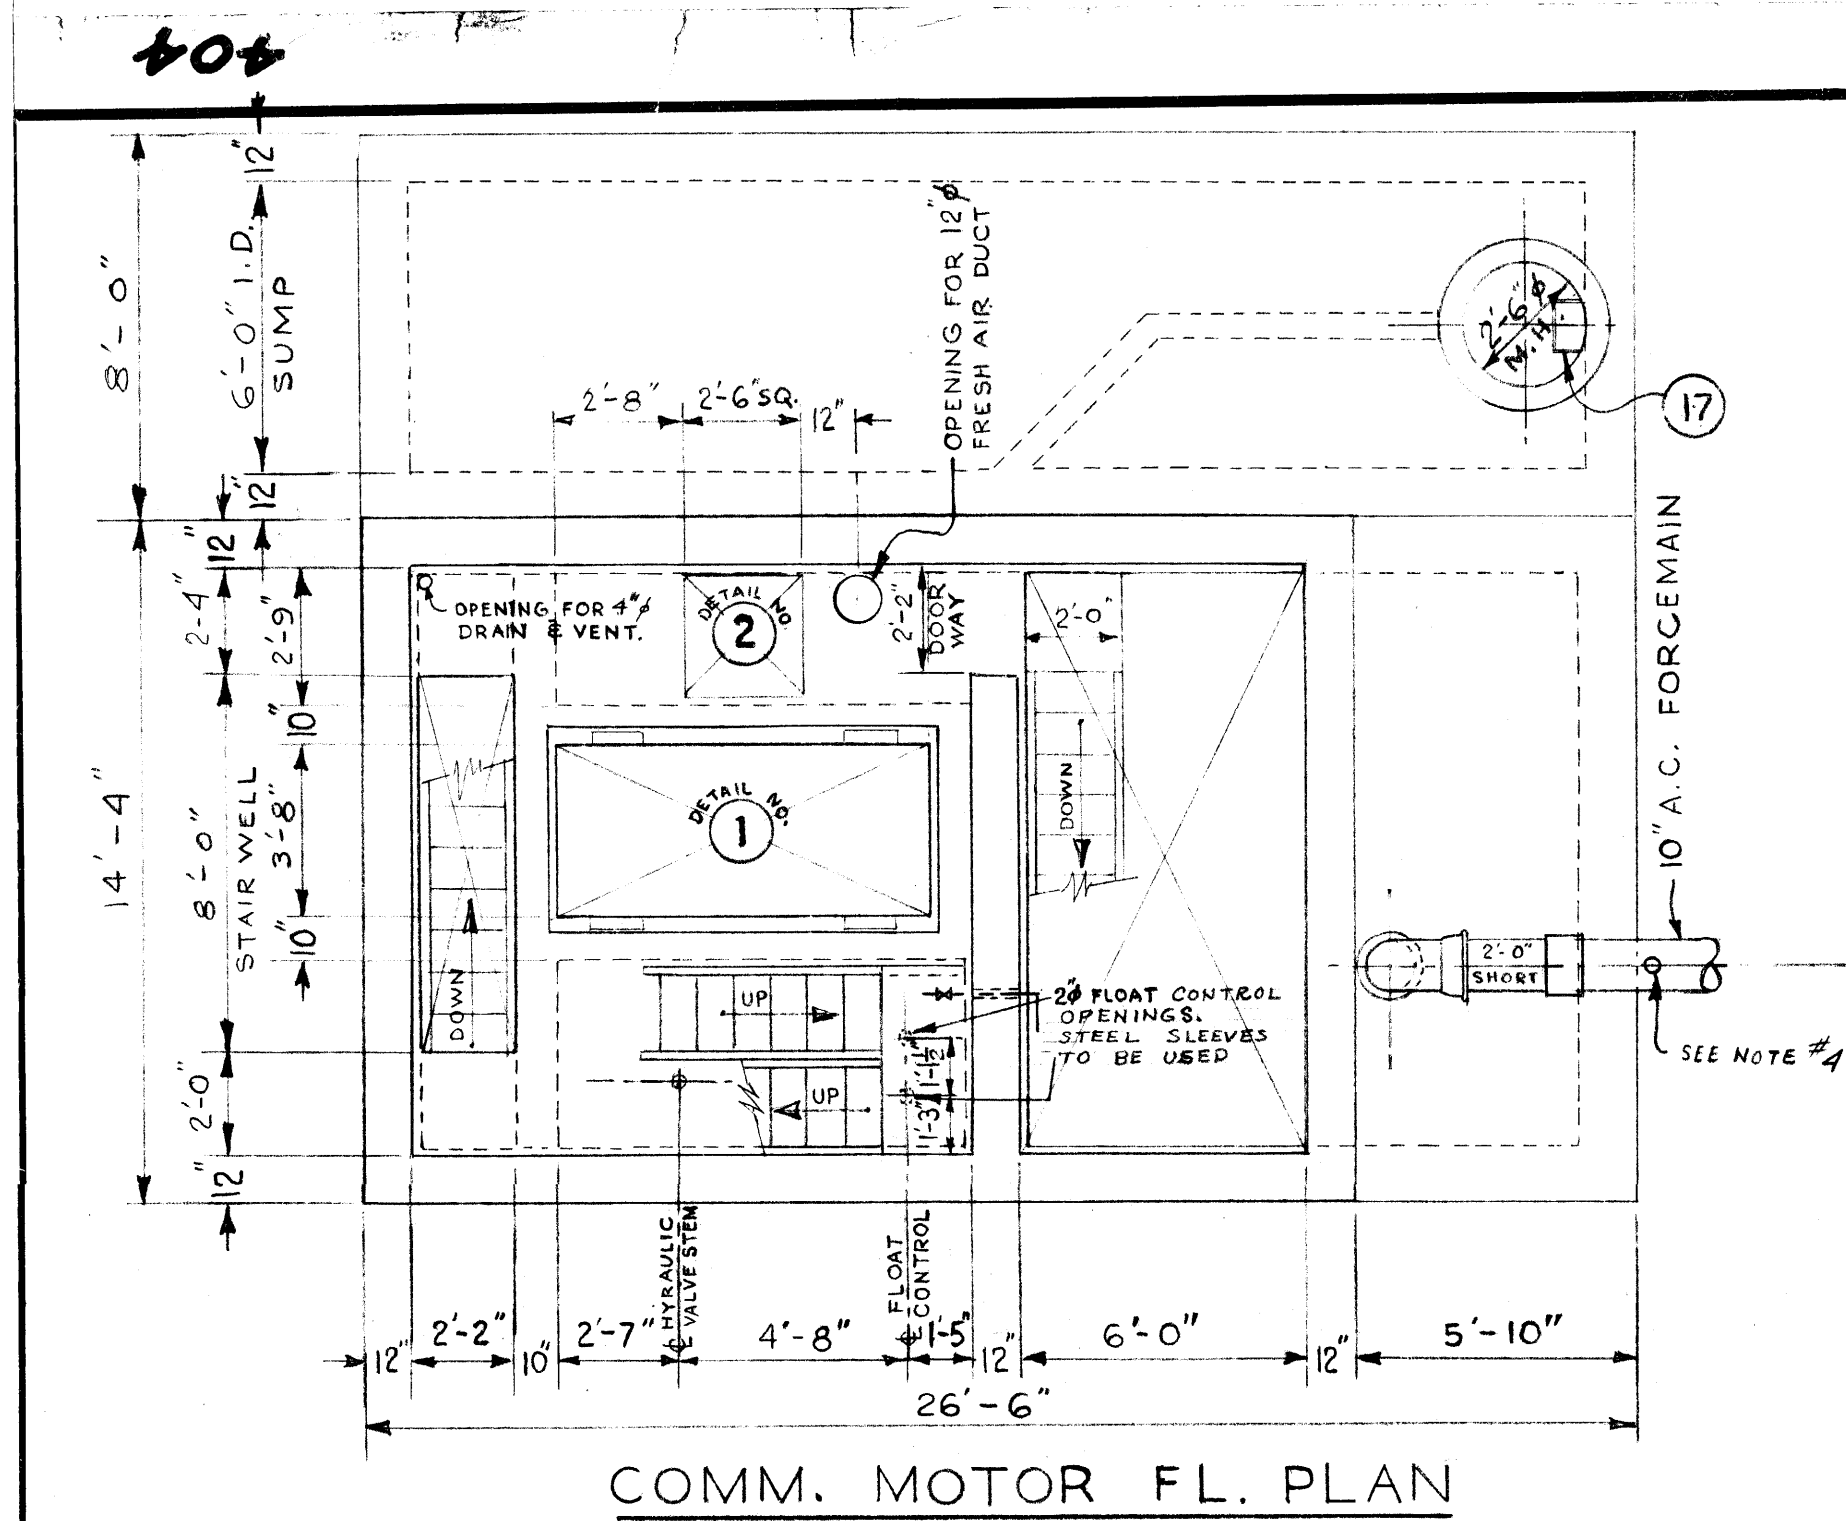 404
12"
8'-0"
6'-0" I.D.
SUMP
12"
OPENING FOR 12"φ
FRESH AIR DUCT
2'-8"
2'-6" SQ.
12"
2'-6" φ
M.H.
17
12"
2'-4"
2'-9"
10"
OPENING FOR 4"φ
DRAIN & VENT.
DETAIL NO.
2
2'-2"
DOOR
WAY
2'-0"
14'-4"
8'-0"
STAIR WELL
3'-8"
10"
DETAIL NO.
1
DOWN
DOWN
10" A.C. FORCEMAIN
2'-0"
SHORT
UP
2φ FLOAT CONTROL
OPENINGS.
STEEL SLEEVES
TO BE USED
SEE NOTE #4
UP
1'-1 1/2"
1'-3"
2'-0"
12"
HYRAULIC
℄ VALVE STEM
FLOAT
℄ CONTROL
12"
2'-2"
10"
2'-7"
4'-8"
1'-5"
12"
6'-0"
12"
5'-10"
26'-6"
COMM. MOTOR FL. PLAN